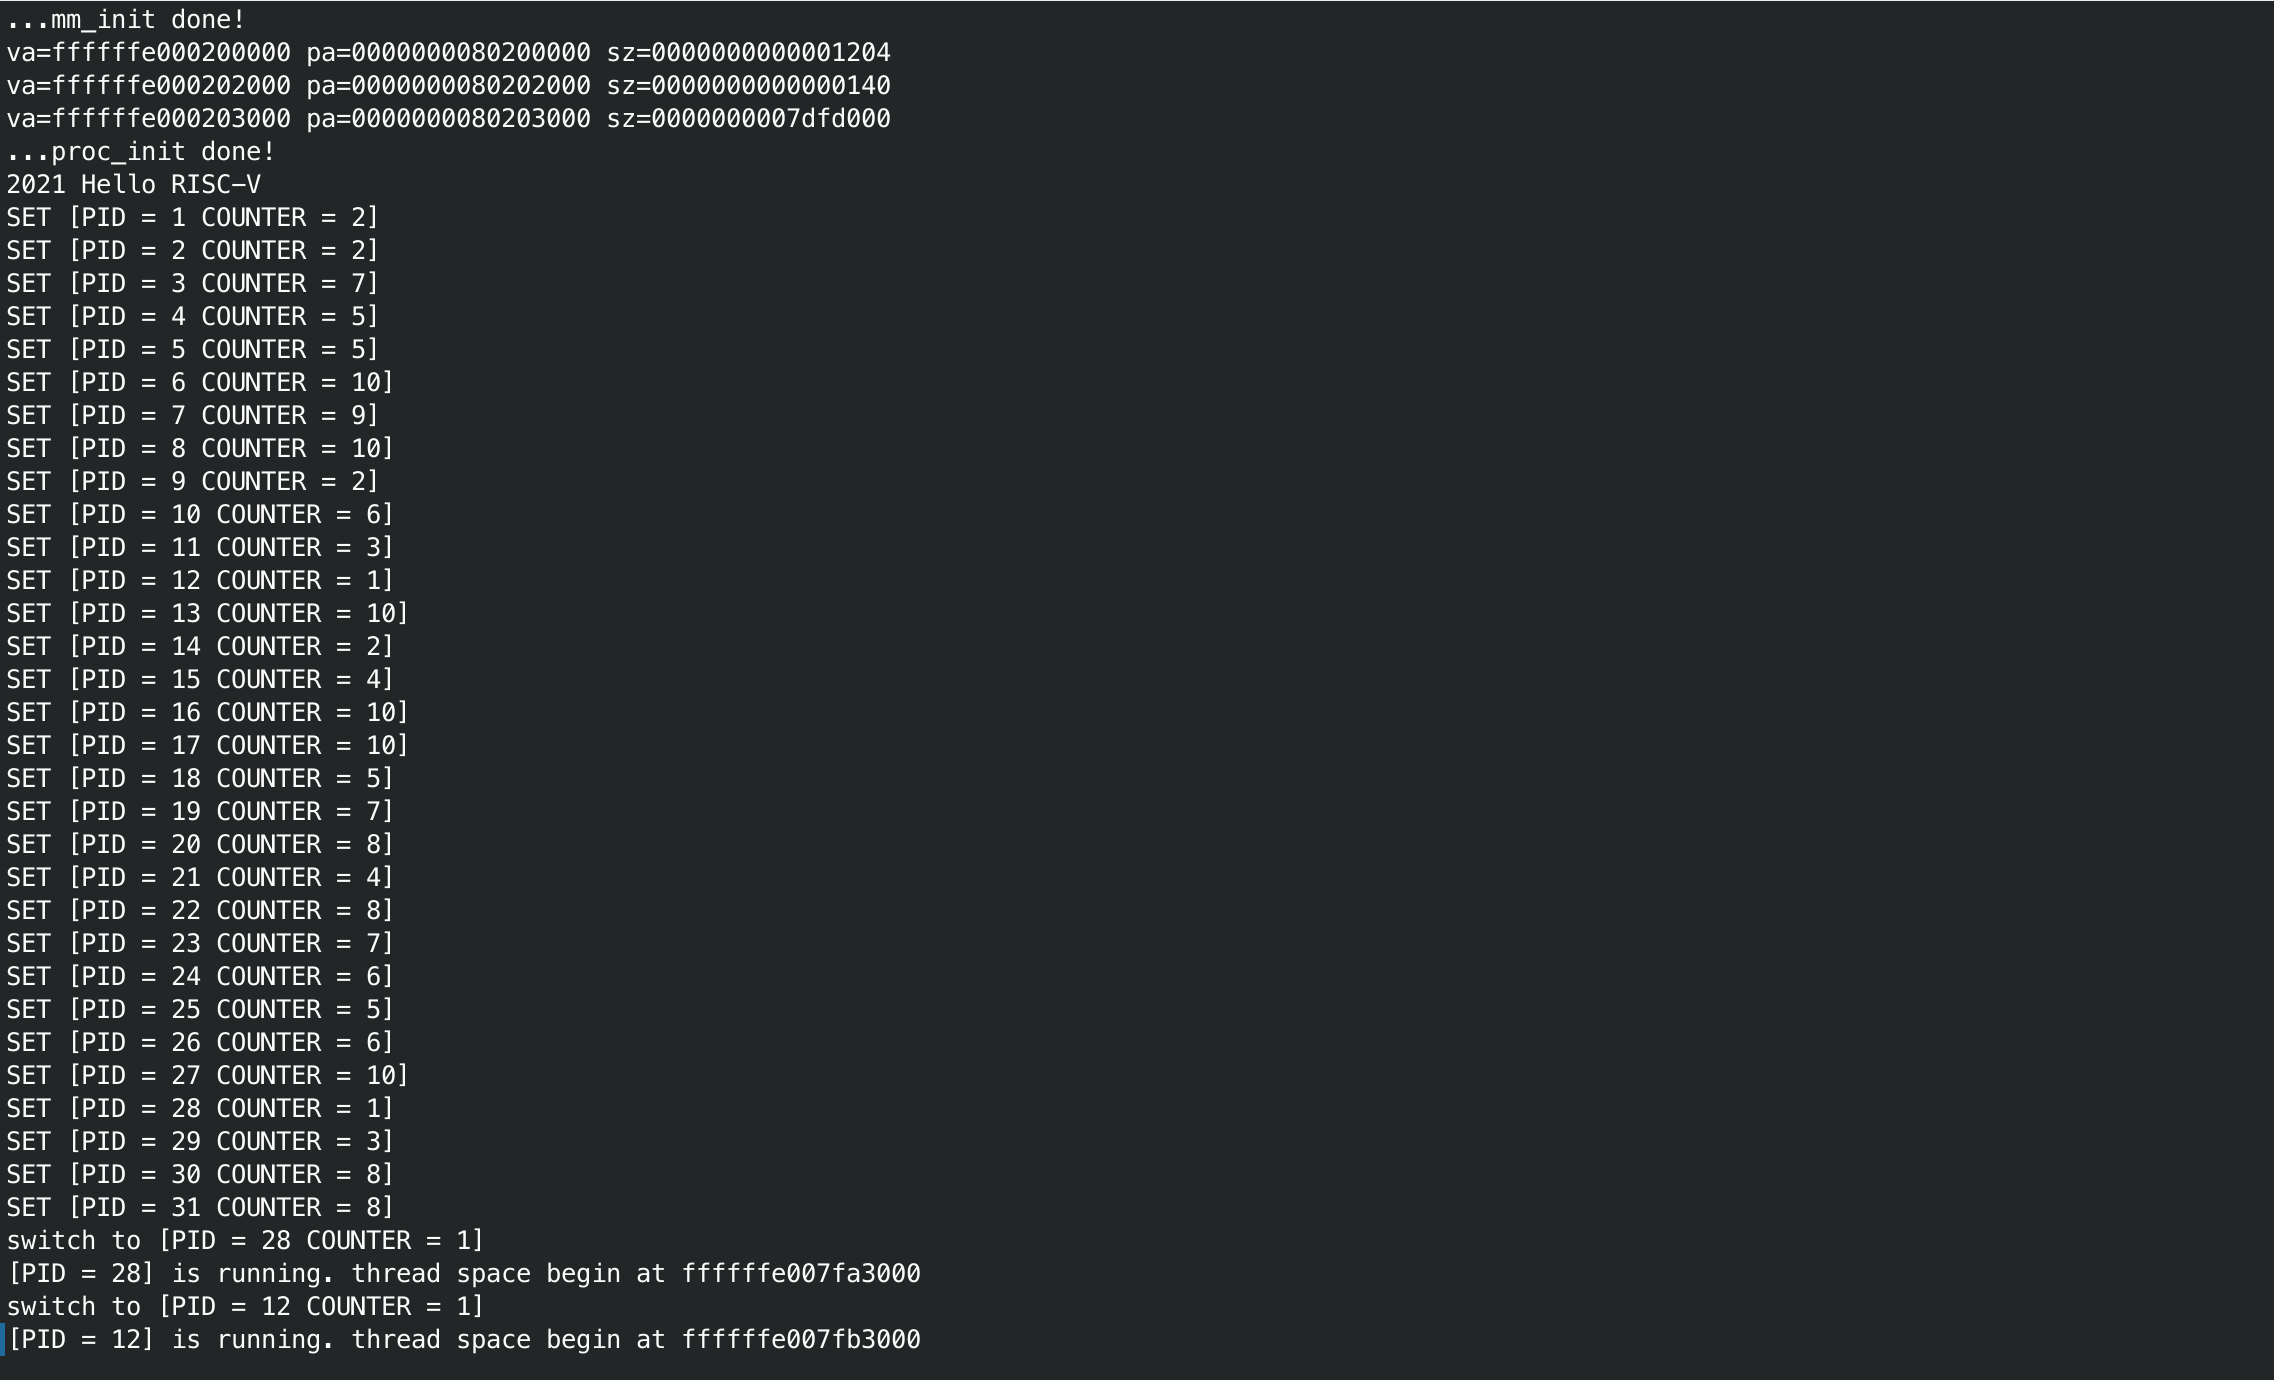 ...mm_init done!
va=ffffffe000200000 pa=0000000080200000 sz=0000000000001204
va=ffffffe000202000 pa=0000000080202000 sz=0000000000000140
va=ffffffe000203000 pa=0000000080203000 sz=0000000007dfd000
...proc_init done!
2021 Hello RISC-V
SET [PID = 1 COUNTER = 2]
SET [PID = 2 COUNTER = 2]
SET [PID = 3 COUNTER = 7]
SET [PID = 4 COUNTER = 5]
SET [PID = 5 COUNTER = 5]
SET [PID = 6 COUNTER = 10]
SET [PID = 7 COUNTER = 9]
SET [PID = 8 COUNTER = 10]
SET [PID = 9 COUNTER = 2]
SET [PID = 10 COUNTER = 6]
SET [PID = 11 COUNTER = 3]
SET [PID = 12 COUNTER = 1]
SET [PID = 13 COUNTER = 10]
SET [PID = 14 COUNTER = 2]
SET [PID = 15 COUNTER = 4]
SET [PID = 16 COUNTER = 10]
SET [PID = 17 COUNTER = 10]
SET [PID = 18 COUNTER = 5]
SET [PID = 19 COUNTER = 7]
SET [PID = 20 COUNTER = 8]
SET [PID = 21 COUNTER = 4]
SET [PID = 22 COUNTER = 8]
SET [PID = 23 COUNTER = 7]
SET [PID = 24 COUNTER = 6]
SET [PID = 25 COUNTER = 5]
SET [PID = 26 COUNTER = 6]
SET [PID = 27 COUNTER = 10]
SET [PID = 28 COUNTER = 1]
SET [PID = 29 COUNTER = 3]
SET [PID = 30 COUNTER = 8]
SET [PID = 31 COUNTER = 8]
switch to [PID = 28 COUNTER = 1]
[PID = 28] is running. thread space begin at ffffffe007fa3000
switch to [PID = 12 COUNTER = 1]
[PID = 12] is running. thread space begin at ffffffe007fb3000